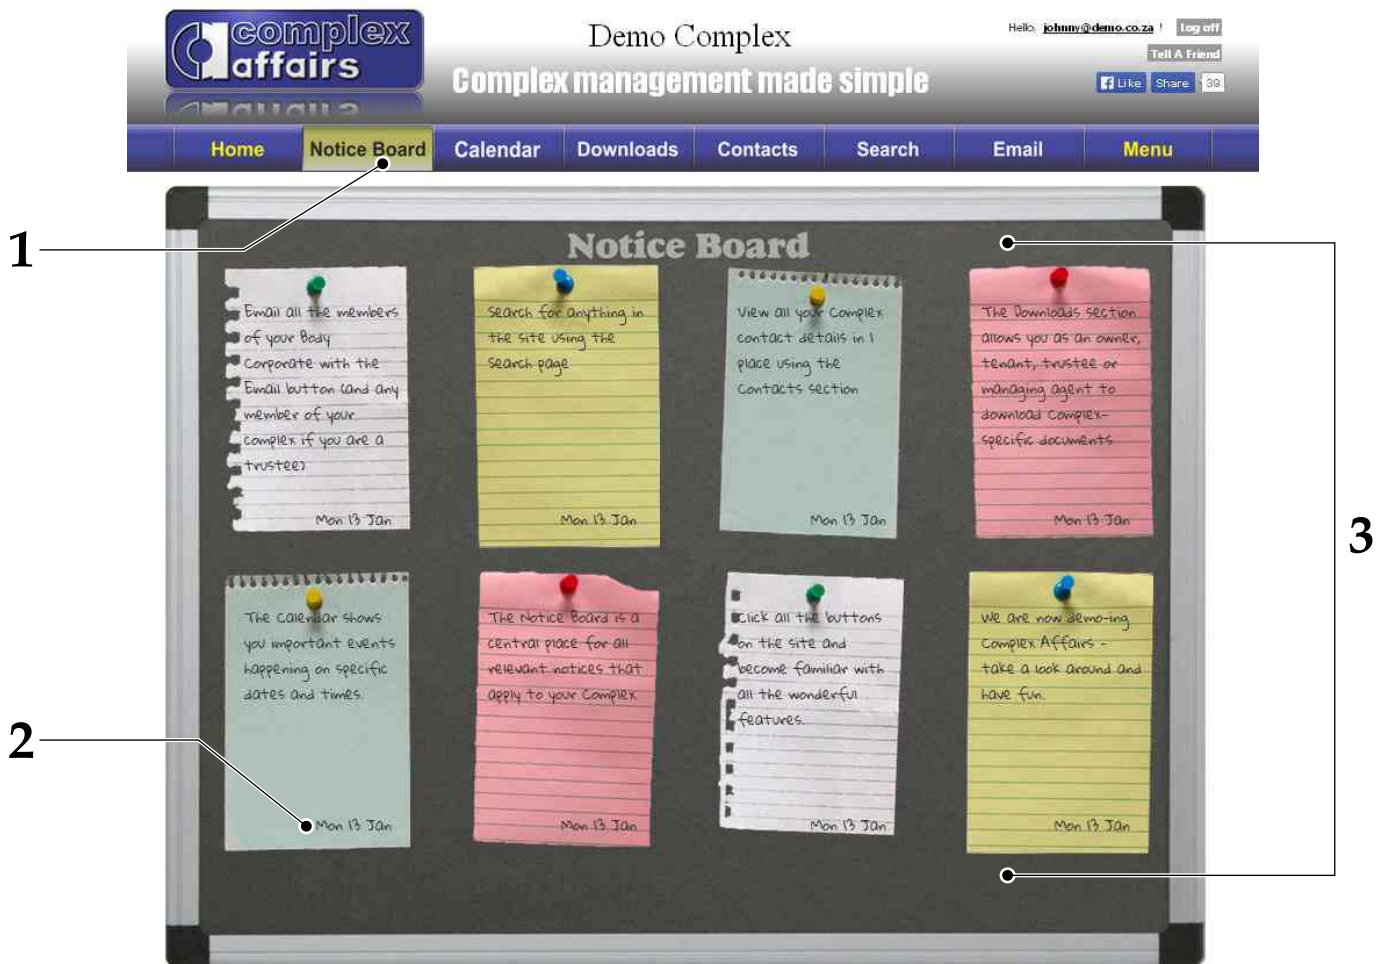 complex
affairs
Demo Complex
Complex management made simple
Hello, johnny@demo.co.za !
log off
Tell A Friend
Like
Share
39
Home
Notice Board
Calendar
Downloads
Contacts
Search
Email
Menu
1
Notice Board
Email all the members
of your Body
Corporate with the
Email button (and any
member of your
complex if you are a
trustee)
Mon 13 Jan
Search for anything in
the site using the
search page
Mon 13 Jan
View all your Complex
contact details in 1
place using the
Contacts section
Mon 13 Jan
The Downloads section
allows you as an owner,
tenant, trustee or
managing agent to
download Complex-
specific documents
Mon 13 Jan
3
The Calendar shows
you important events
happening on specific
dates and times.
Mon 13 Jan
2
The Notice Board is a
central place for all
relevant notices that
apply to your Complex
Mon 13 Jan
Click all the buttons
on the site and
become familiar with
all the wonderful
features.
Mon 13 Jan
We are now demo-ing
Complex Affairs -
take a look around and
have fun.
Mon 13 Jan